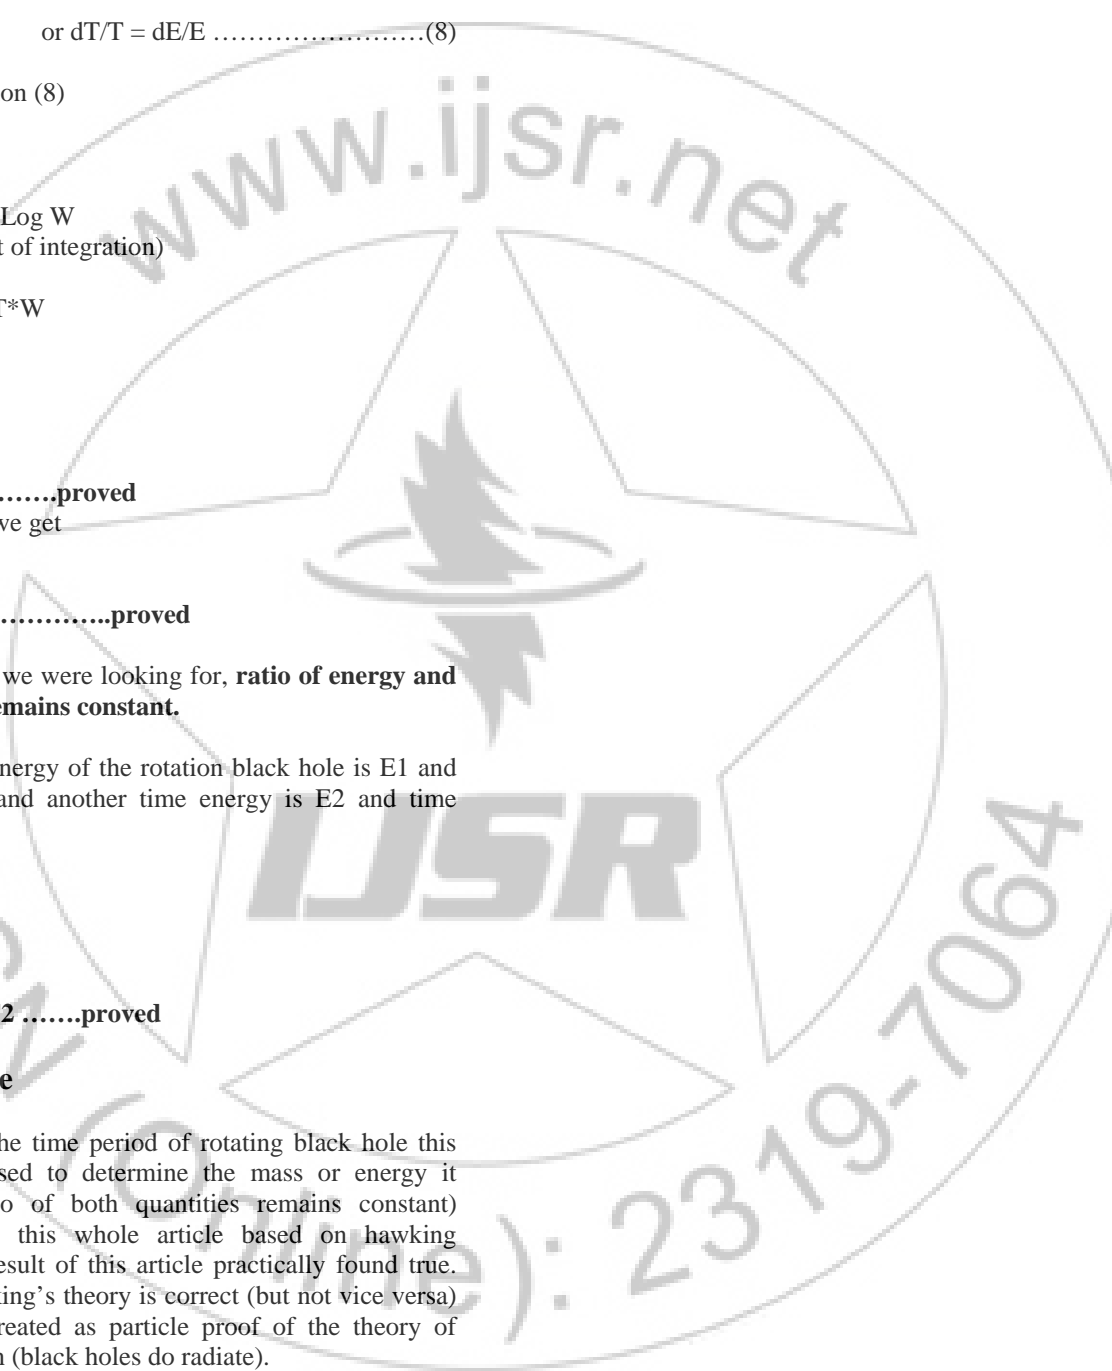 or dT/T = dE/E ……………………(8)
on (8)
Log W
t of integration)
T*W
…….proved
we get
…………..proved
we were looking for, ratio of energy and
emains constant.
nergy of the rotation black hole is E1 and
and another time energy is E2 and time
2 …….proved
e
he time period of rotating black hole this
sed to determine the mass or energy it
io of both quantities remains constant)
this whole article based on hawking
esult of this article practically found true.
king's theory is correct (but not vice versa)
reated as particle proof of the theory of
n (black holes do radiate).
www.ijsr.net
IJSR
N (Online): 2319-7064